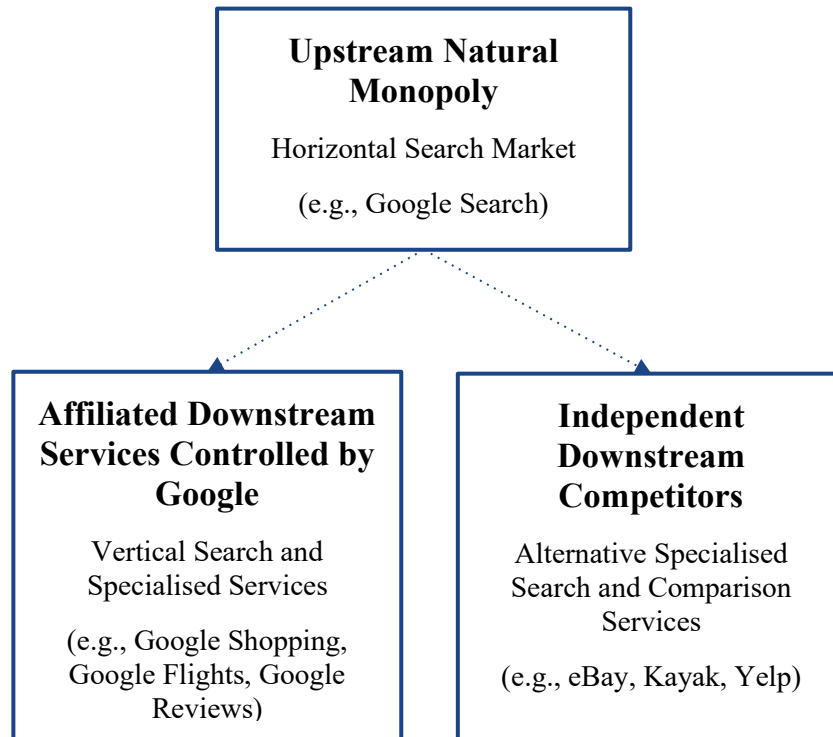 Upstream Natural
Monopoly
Horizontal Search Market
(e.g., Google Search)
Affiliated Downstream
Services Controlled by
Google
Vertical Search and
Specialised Services
(e.g., Google Shopping,
Google Flights, Google
Reviews)
Independent
Downstream
Competitors
Alternative Specialised
Search and Comparison
Services
(e.g., eBay, Kayak, Yelp)